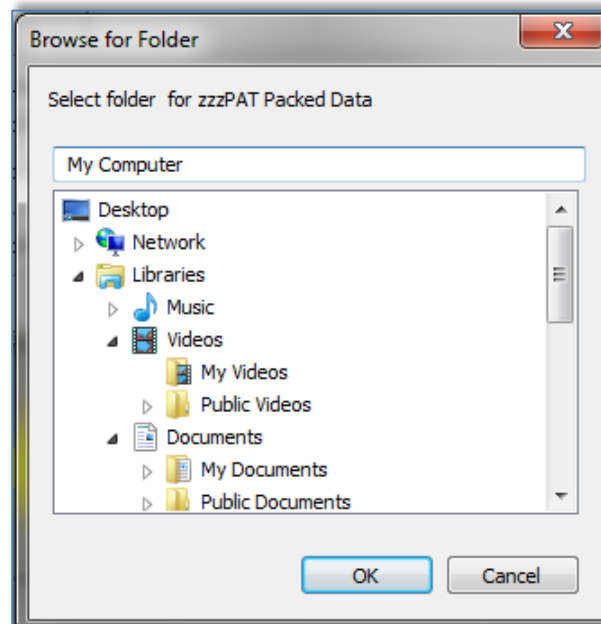 Browse for Folder
Select folder for zzzPAT Packed Data
My Computer
Desktop
Network
Libraries
Music
Videos
My Videos
Public Videos
Documents
My Documents
Public Documents
OK Cancel